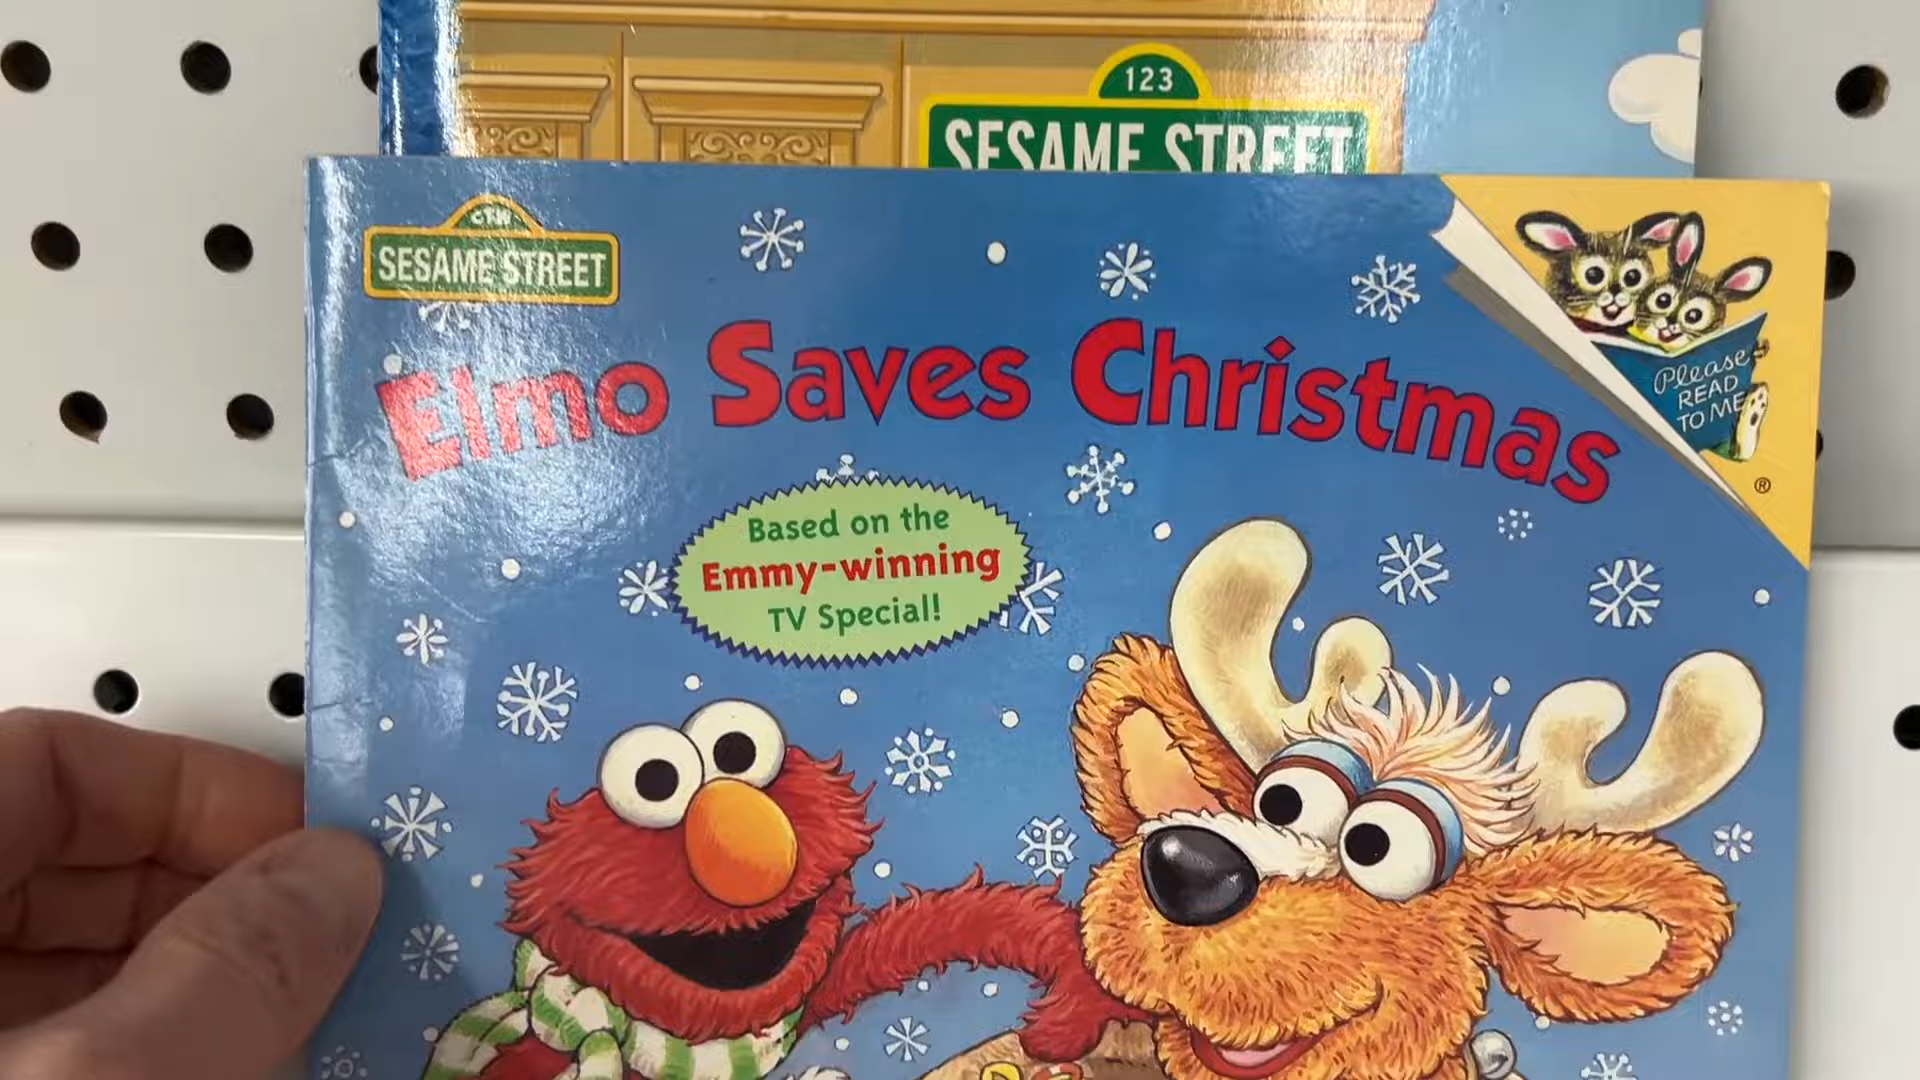 123
SESAME STREET
CTW
SESAME STREET
Elmo Saves Christmas
Based on the
Emmy-winning
TV Special!
Please
READ
TO ME
®